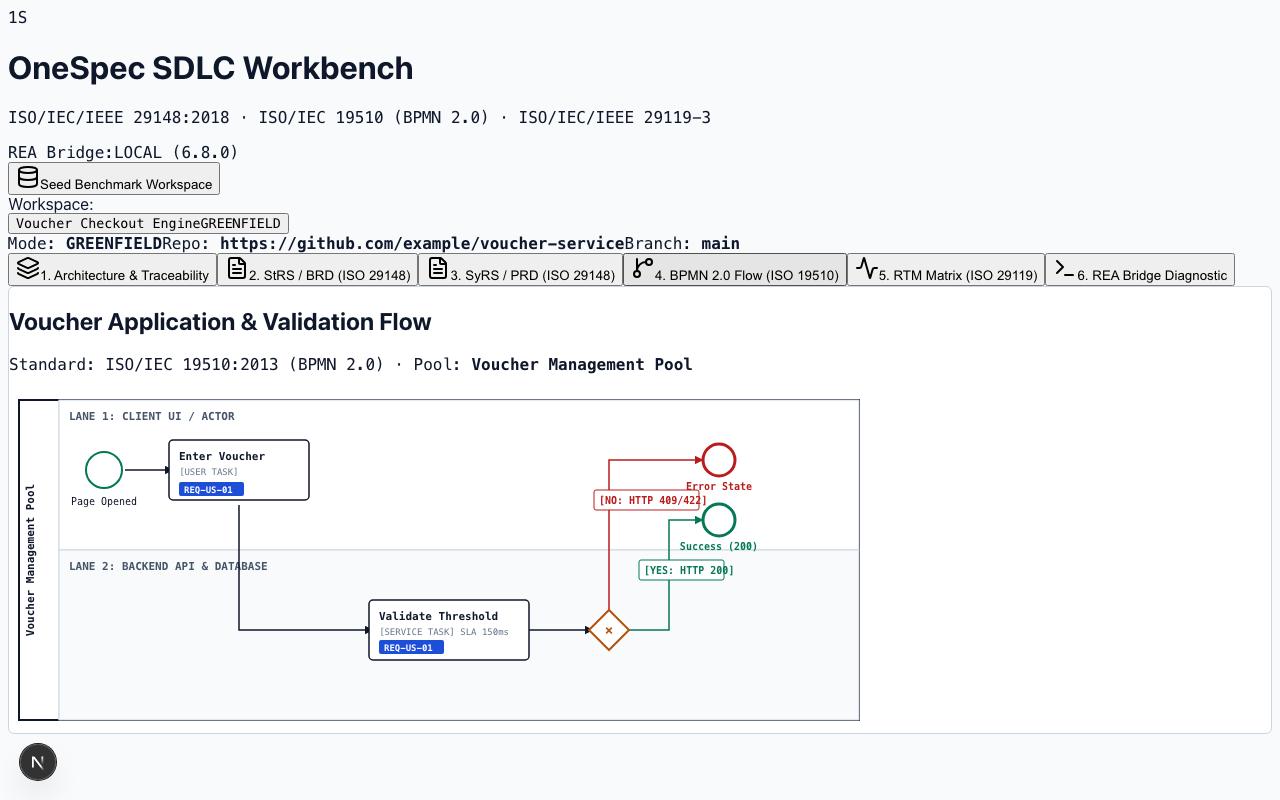 1S
OneSpec SDLC Workbench
ISO/IEC/IEEE 29148:2018 · ISO/IEC 19510 (BPMN 2.0) · ISO/IEC/IEEE 29119-3
REA Bridge:LOCAL (6.8.0)
Seed Benchmark Workspace
Workspace:
Voucher Checkout EngineGREENFIELD
Mode: GREENFIELDRepo: https://github.com/example/voucher-serviceBranch: main
1. Architecture & Traceability 2. StRS / BRD (ISO 29148) 3. SyRS / PRD (ISO 29148) 4. BPMN 2.0 Flow (ISO 19510) 5. RTM Matrix (ISO 29119) 6. REA Bridge Diagnostic
Voucher Application & Validation Flow
Standard: ISO/IEC 19510:2013 (BPMN 2.0) · Pool: Voucher Management Pool
Voucher Management Pool
LANE 1: CLIENT UI / ACTOR
Page Opened
Enter Voucher
[USER TASK]
REQ-US-01
Error State
[NO: HTTP 409/422]
Success (200)
LANE 2: BACKEND API & DATABASE
[YES: HTTP 200]
Validate Threshold
[SERVICE TASK] SLA 150ms
REQ-US-01
×
N